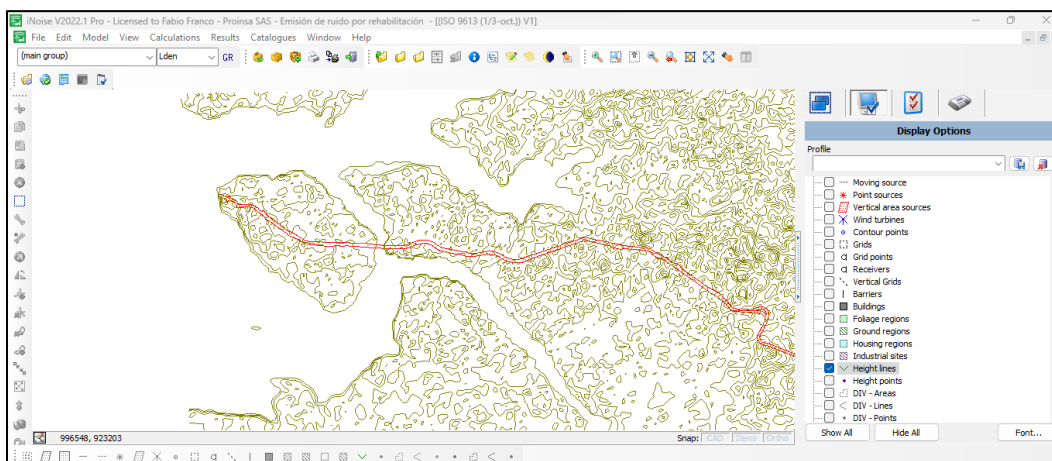 iNoise V2022.1 Pro - Licensed to Fabio Franco - Proinsa SAS - Emisión de ruido por rehabilitación - [(ISO 9613 (1/3-oct.)) V1]
File Edit Model View Calculations Results Catalogues Window Help
(main group) Lden GR
Display Options
Profile
Moving source
Point sources
Vertical area sources
Wind turbines
Contour points
Grids
Grid points
Receivers
Vertical Grids
Barriers
Buildings
Foliage regions
Ground regions
Housing regions
Industrial sites
Height lines
Height points
DIV - Areas
DIV - Lines
DIV - Points
Show All Hide All Font...
996548, 923203 Snap: CAD Items Ortho